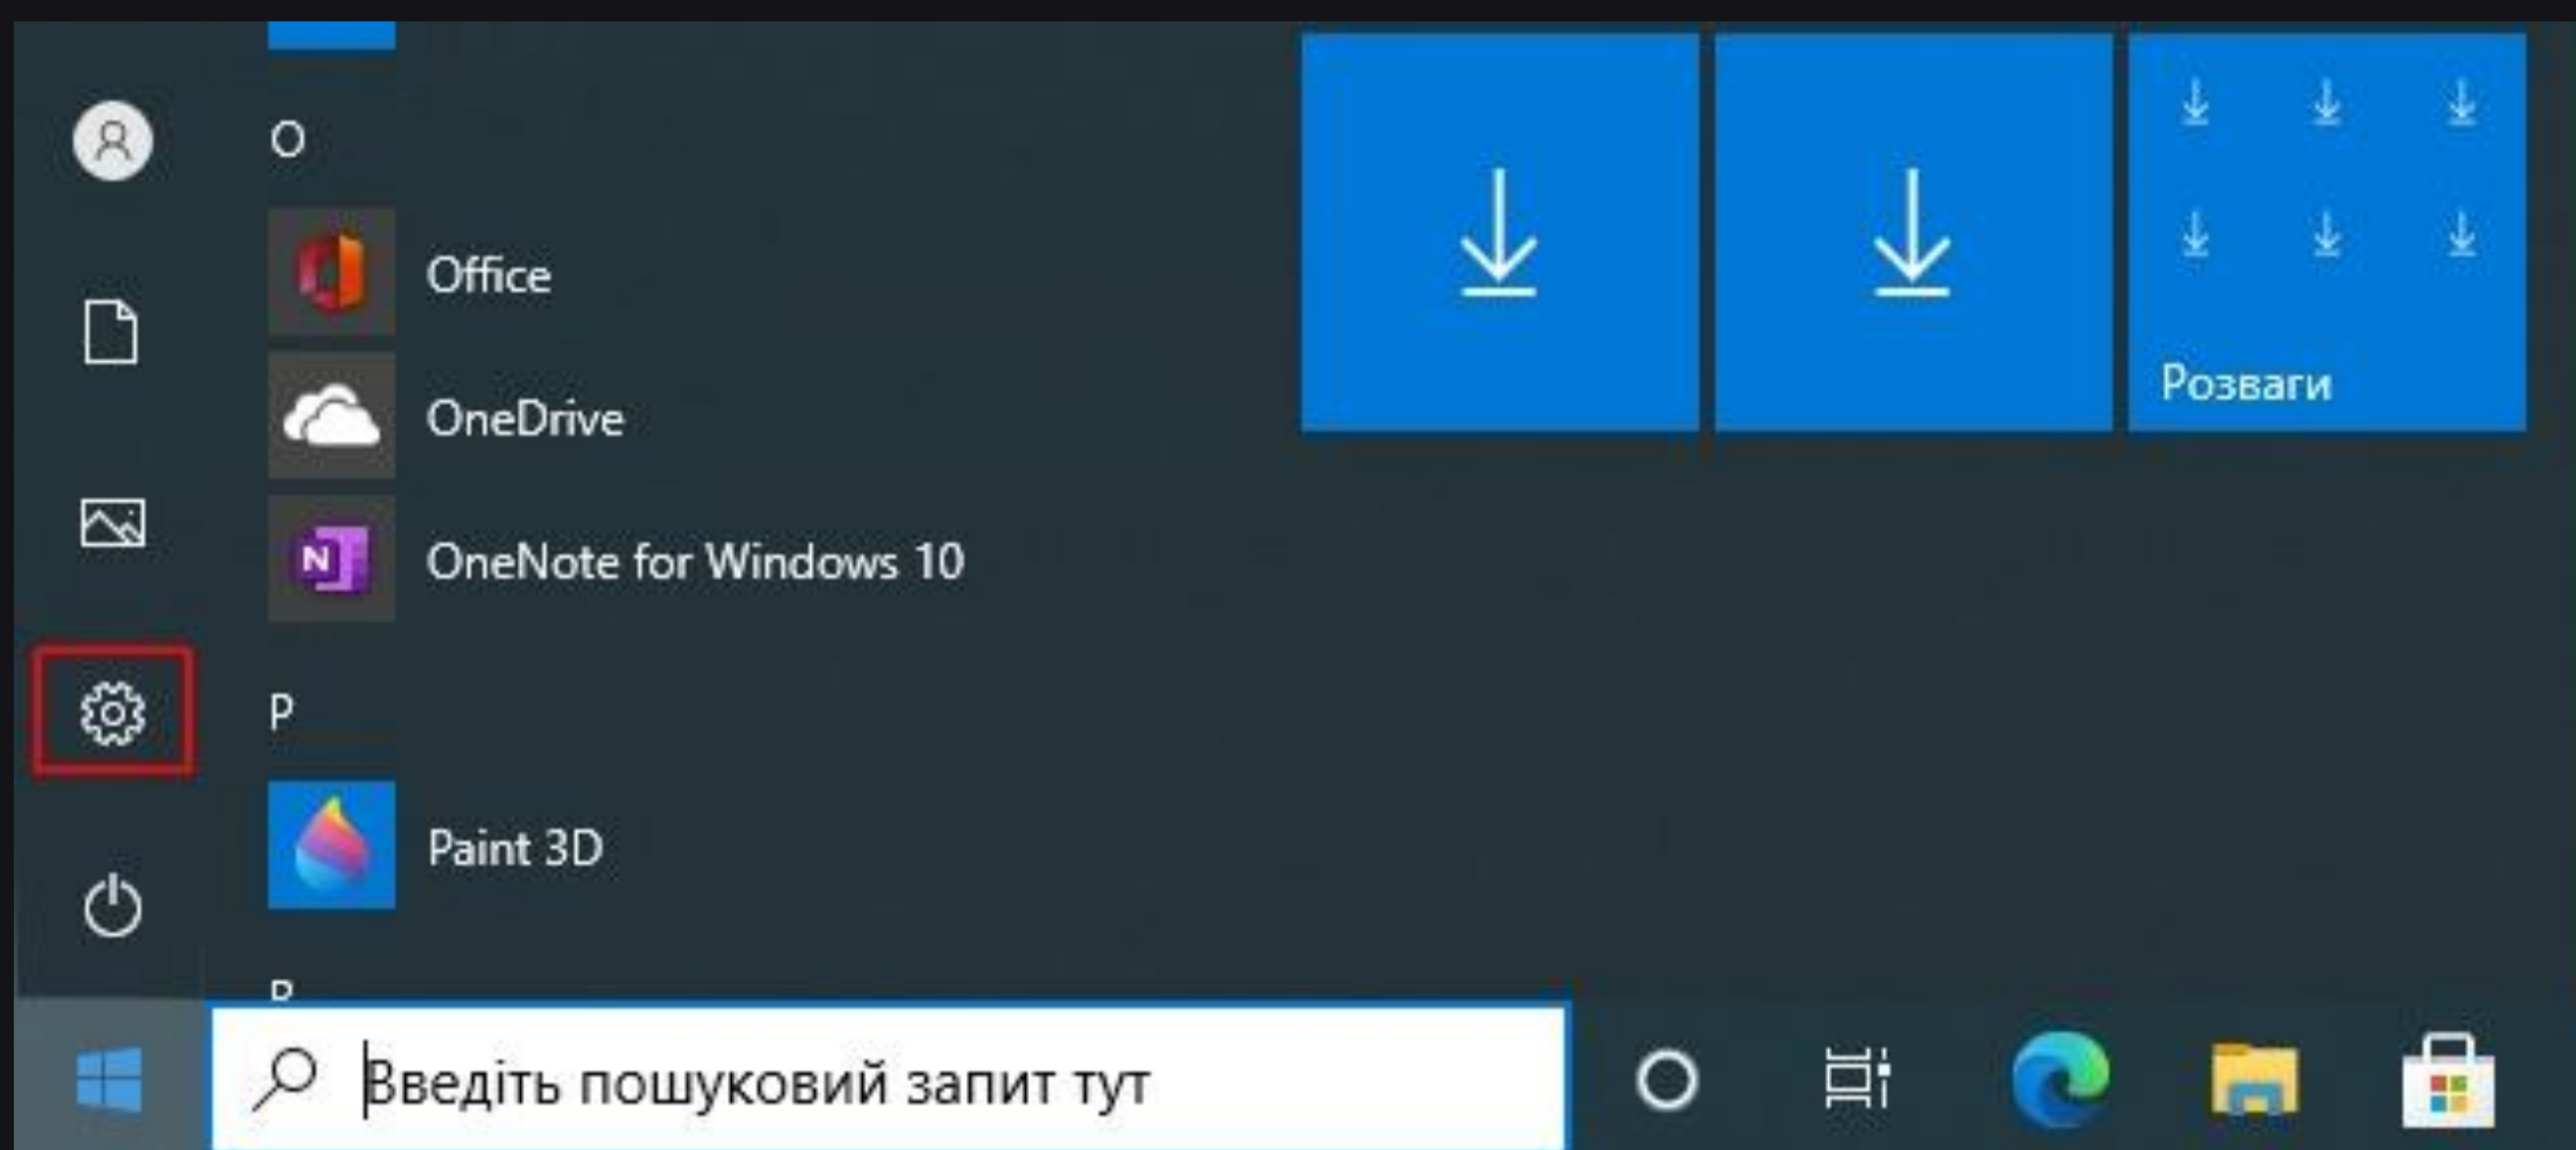 O
Office
OneDrive
OneNote for Windows 10
P
Paint 3D
Розваги
Введіть пошуковий запит тут